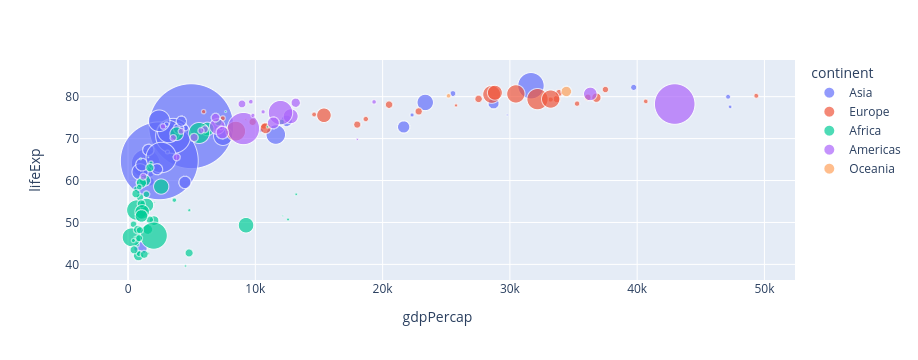 continent
Asia
Europe
Africa
Americas
Oceania
lifeExp
80
70
60
50
40
0 10k 20k 30k 40k 50k
gdpPercap